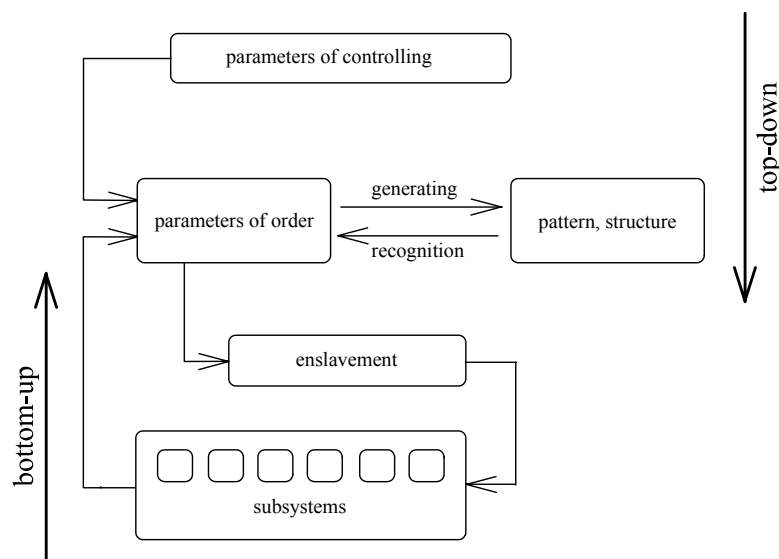 parameters of controlling
top-down
generating
parameters of order
pattern, structure
recognition
enslavement
bottom-up
subsystems